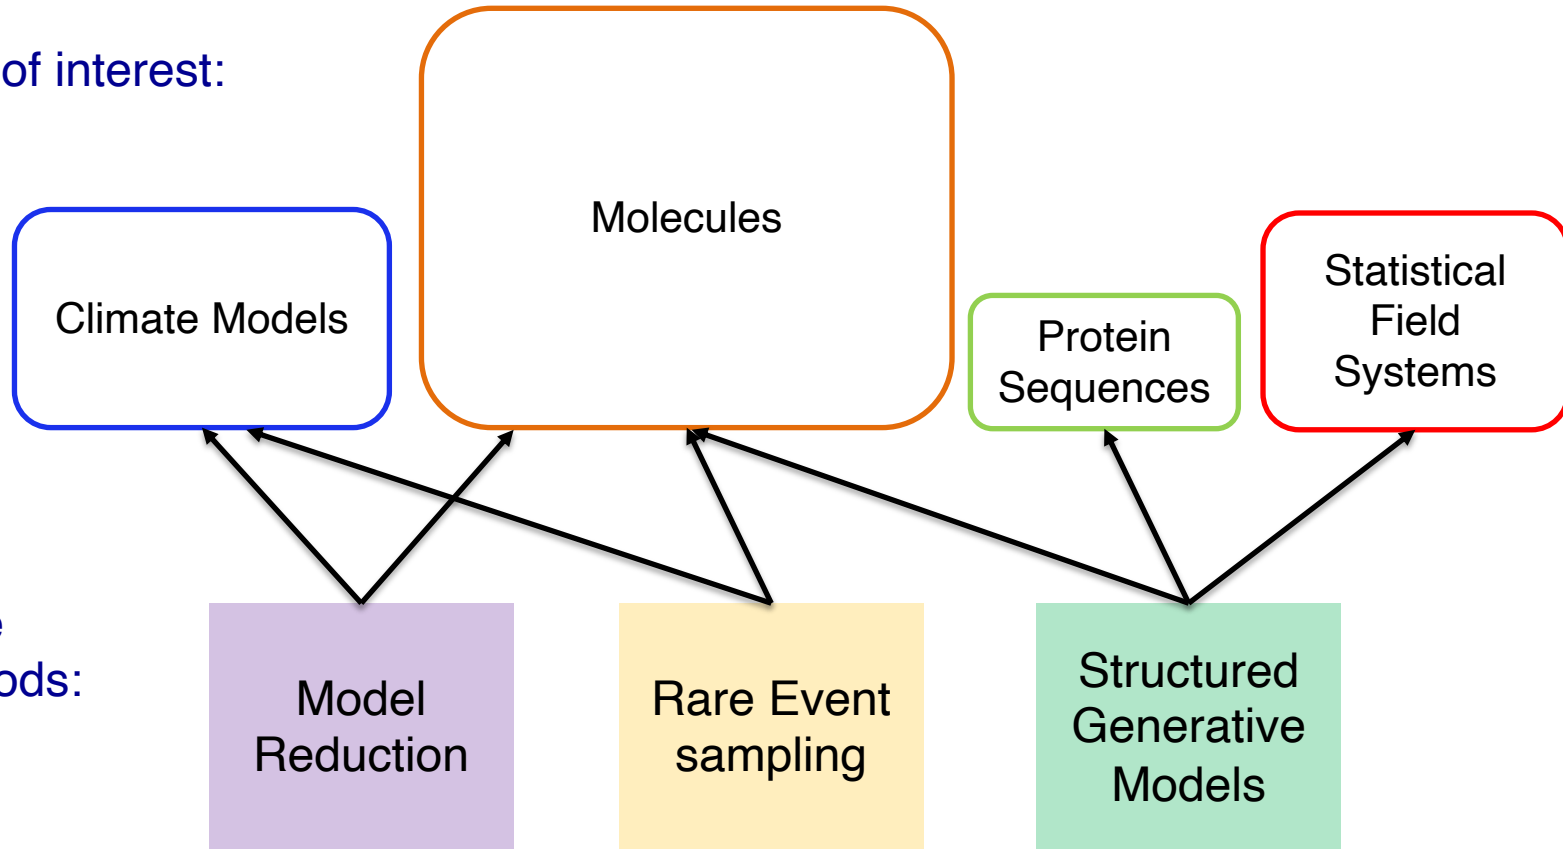 of interest:
Molecules
Climate Models
Protein
Sequences
Statistical
Field
Systems
ods:
Model
Reduction
Rare Event
sampling
Structured
Generative
Models